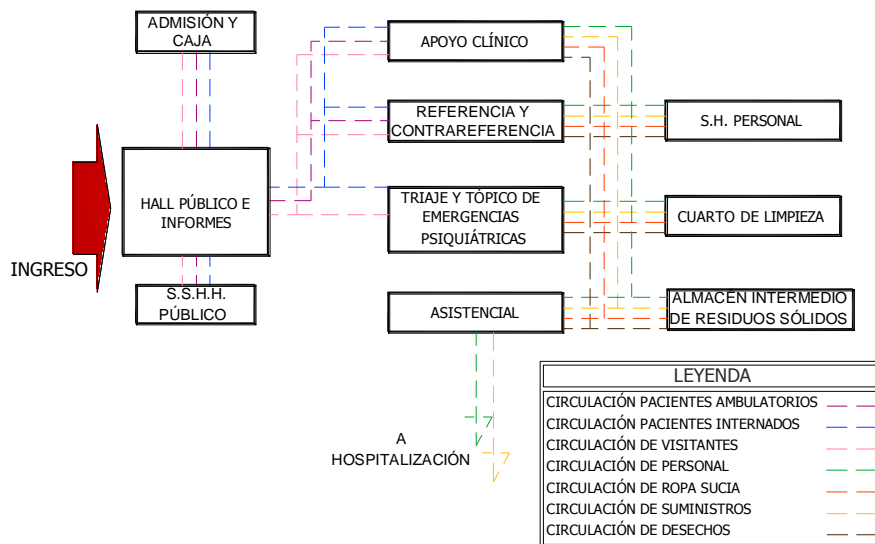 ADMISIÓN Y
CAJA
APOYO CLÍNICO
REFERENCIA Y
CONTRAREFERENCIA
S.H. PERSONAL
HALL PÚBLICO E
INFORMES
TRIAJE Y TÓPICO DE
EMERGENCIAS
PSIQUIÁTRICAS
CUARTO DE LIMPIEZA
INGRESO
S.S.H.H.
PÚBLICO
ASISTENCIAL
ALMACÉN INTERMEDIO
DE RESIDUOS SÓLIDOS
A
HOSPITALIZACIÓN
LEYENDA
CIRCULACIÓN PACIENTES AMBULATORIOS
CIRCULACIÓN PACIENTES INTERNADOS
CIRCULACIÓN DE VISITANTES
CIRCULACIÓN DE PERSONAL
CIRCULACIÓN DE ROPA SUCIA
CIRCULACIÓN DE SUMINISTROS
CIRCULACIÓN DE DESECHOS